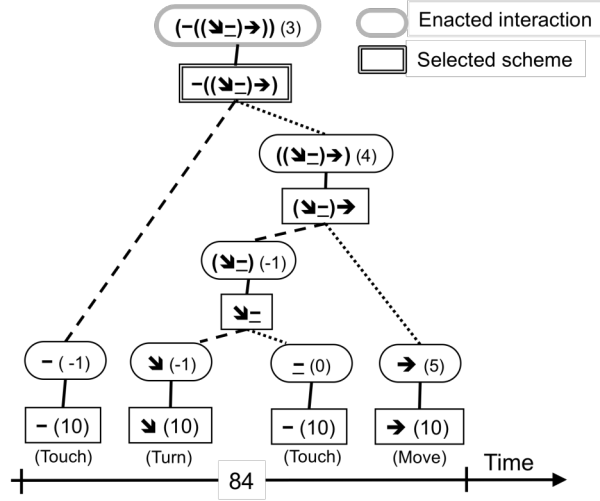 (−((➘−)➔)) (3)
Enacted interaction
−((➘−)➔)
Selected scheme
((➘−)➔) (4)
(➘−)➔
(➘−) (-1)
➘−
− ( -1)
➘ (-1)
− (0)
➔ (5)
− (10)
➘ (10)
− (10)
➔ (10)
(Touch)
(Turn)
(Touch)
(Move)
84
Time